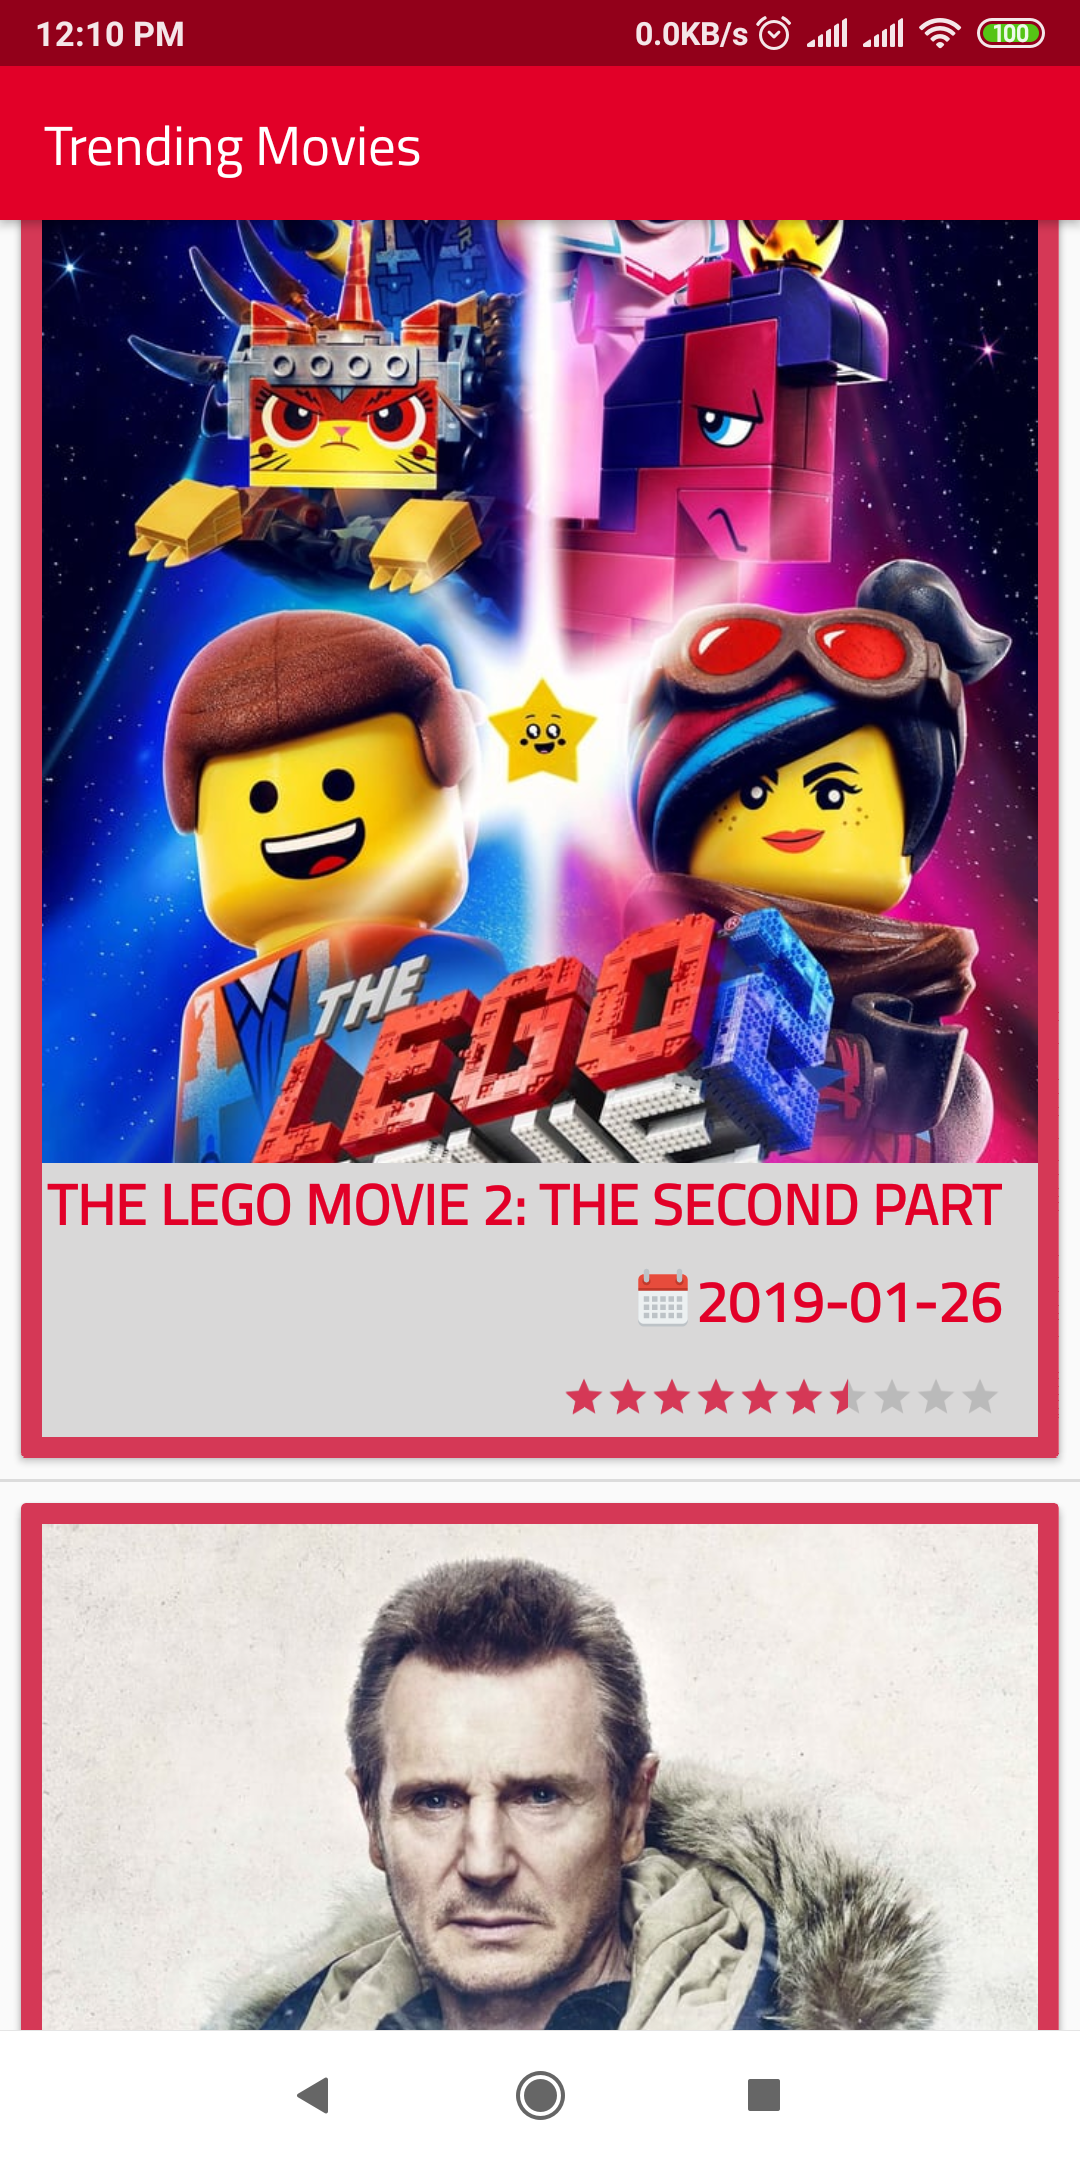 12:10 PM 0.0KB/s 100
Trending Movies
THE
LEGO 2
THE LEGO MOVIE 2: THE SECOND PART
2019-01-26